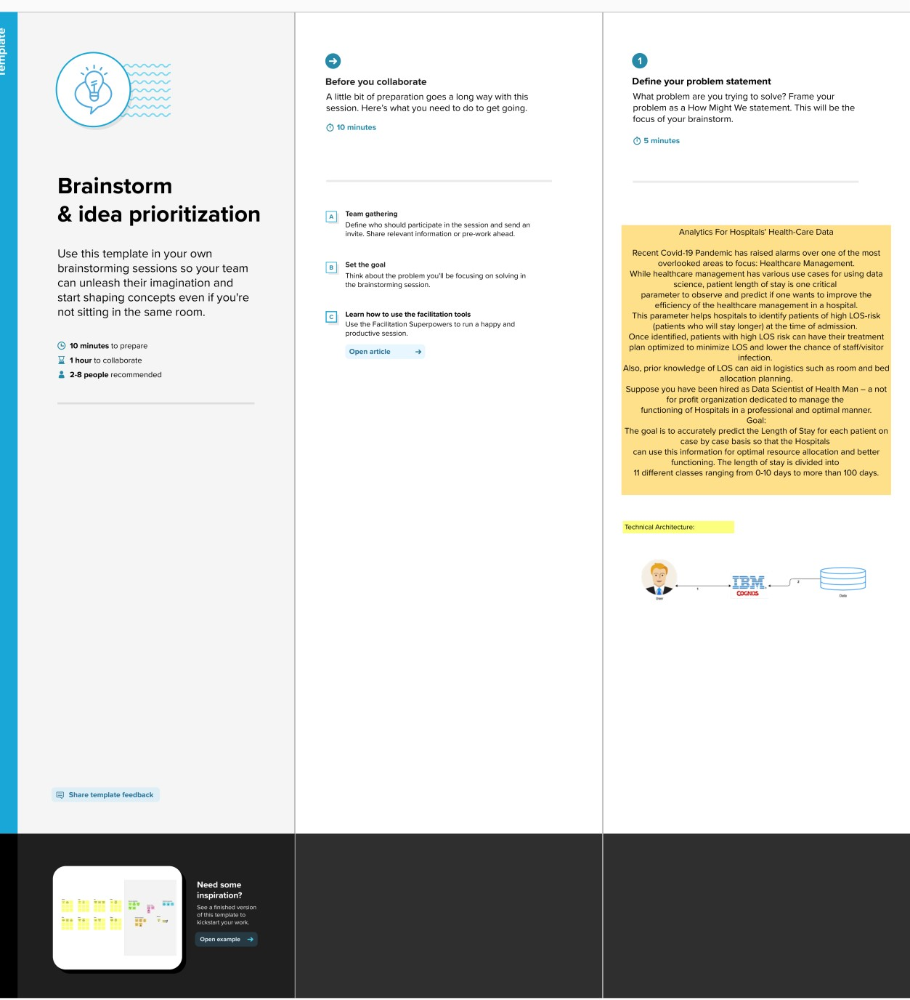 Template
Brainstorm
& idea prioritization
Use this template in your own
brainstorming sessions so your team
can unleash their imagination and
start shaping concepts even if you're
not sitting in the same room.
10 minutes to prepare
1 hour to collaborate
2-8 people recommended
Share template feedback
Need some
inspiration?
See a finished version
of this template to
kickstart your work.
Open example
Before you collaborate
A little bit of preparation goes a long way with this
session. Here's what you need to do to get going.
10 minutes
A
Team gathering
Define who should participate in the session and send an
invite. Share relevant information or pre-work ahead.
B
Set the goal
Think about the problem you'll be focusing on solving in
the brainstorming session.
C
Learn how to use the facilitation tools
Use the Facilitation Superpowers to run a happy and
productive session.
Open article
1
Define your problem statement
What problem are you trying to solve? Frame your
problem as a How Might We statement. This will be the
focus of your brainstorm.
5 minutes
Analytics For Hospitals' Health-Care Data
Recent Covid-19 Pandemic has raised alarms over one of the most
overlooked areas to focus: Healthcare Management.
While healthcare management has various use cases for using data
science, patient length of stay is one critical
parameter to observe and predict if one wants to improve the
efficiency of the healthcare management in a hospital.
This parameter helps hospitals to identify patients of high LOS-risk
(patients who will stay longer) at the time of admission.
Once identified, patients with high LOS risk can have their treatment
plan optimized to minimize LOS and lower the chance of staff/visitor
infection.
Also, prior knowledge of LOS can aid in logistics such as room and bed
allocation planning.
Suppose you have been hired as Data Scientist of Health Man – a not
for profit organization dedicated to manage the
functioning of Hospitals in a professional and optimal manner.
Goal:
The goal is to accurately predict the Length of Stay for each patient on
case by case basis so that the Hospitals
can use this information for optimal resource allocation and better
functioning. The length of stay is divided into
11 different classes ranging from 0-10 days to more than 100 days.
Technical Architecture:
User
1
IBM
COGNOS
2
Data